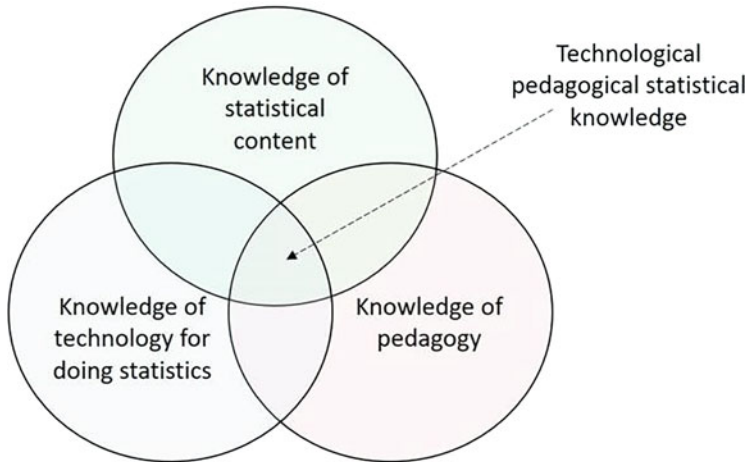 Knowledge of
statistical
content
Technological
pedagogical statistical
knowledge
Knowledge of
technology for
doing statistics
Knowledge of
pedagogy